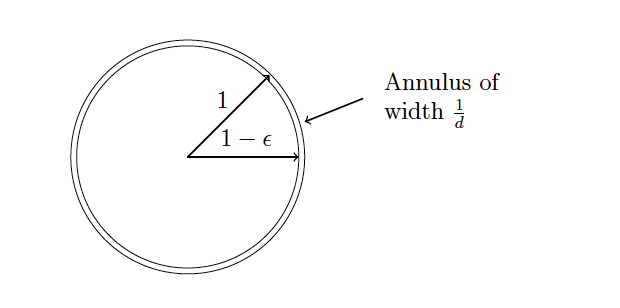 Annulus of
width 1/d
1
1 − ϵ